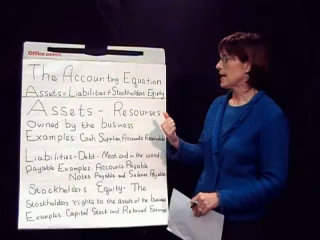 Office DEPOT
The Accounting Equation
Assets = Liabilities + Stockholders Equity
Assets - Resourses
owned by the business
Examples: Cash, Supplies, Accounts Receivable
Liabilities - Debt - Most end in the word
payable Examples Accounts Payable
Notes Payable and Salaries Payable
Stockholders Equity - The
Stockholders rights to the assets of the business
Examples Capital Stock and Retained Earnings